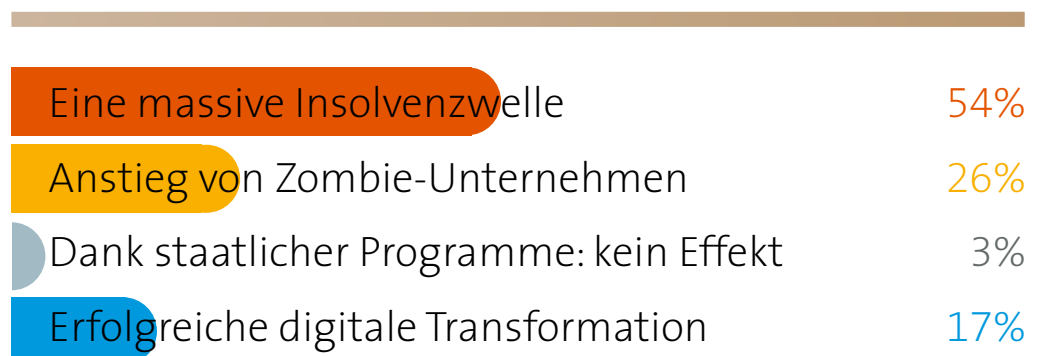 Eine massive Insolvenzwelle 54%
Anstieg von Zombie-Unternehmen 26%
Dank staatlicher Programme: kein Effekt 3%
Erfolgreiche digitale Transformation 17%